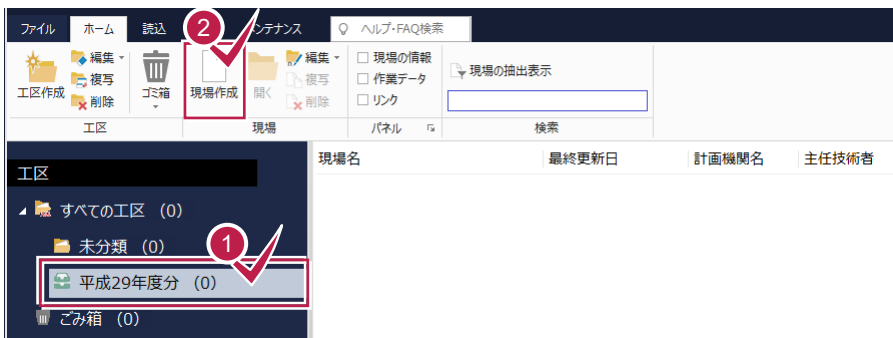 ファイル ホーム 読込 2 ンテナンス ヘルプ・FAQ検索
工区作成 編集 複写 削除 ゴミ箱 現場作成 開く 編集 複写 削除 現場の情報 作業データ リンク 現場の抽出表示
工区 現場 パネル 検索
工区
現場名 最終更新日 計画機関名 主任技術者
すべての工区 (0)
未分類 (0)
1
平成29年度分 (0)
ごみ箱 (0)